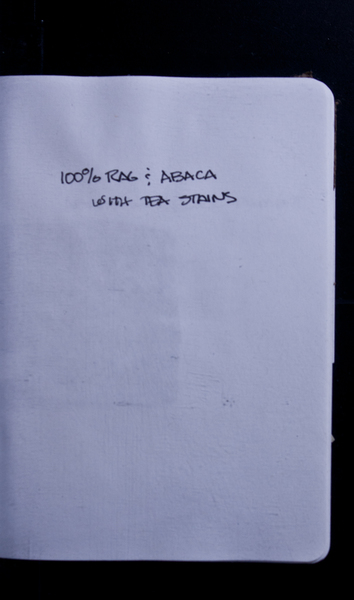 100% RAG & ABACA
WITH TEA STAINS